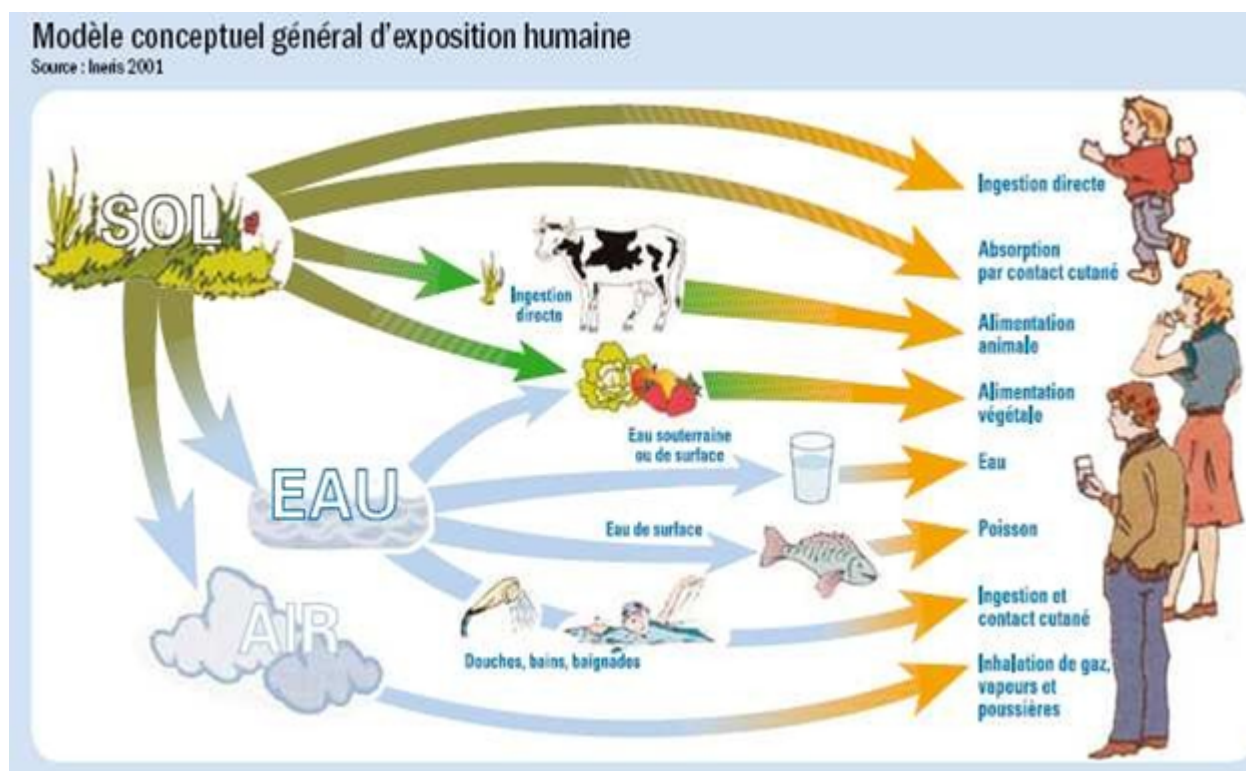 Modèle conceptuel général d'exposition humaine
Source : Ineris 2001
SOL
Ingestion directe
Absorption
par contact cutané
Ingestion
directe
Alimentation
animale
Alimentation
végétale
Eau souterraine
ou de surface
Eau
EAU
Eau de surface
Poisson
AIR
Douches, bains, baignades
Ingestion et
contact cutané
Inhalation de gaz,
vapeurs et
poussières